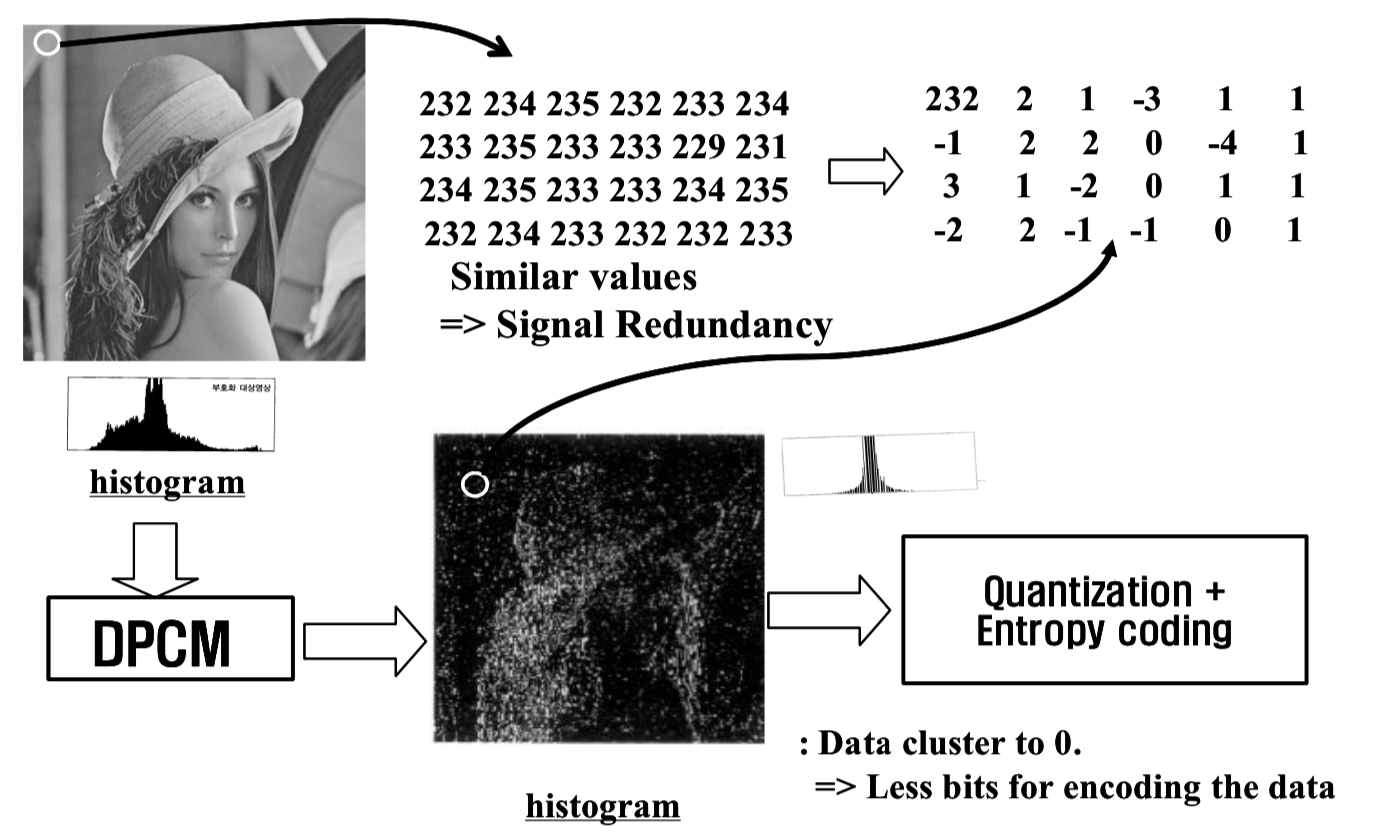 232 234 235 232 233 234
233 235 233 233 229 231
234 235 233 233 234 235
232 234 233 232 232 233
Similar values
=> Signal Redundancy
232 2 1 -3 1 1
-1 2 2 0 -4 1
3 1 -2 0 1 1
-2 2 -1 -1 0 1
부호화 대상영상
histogram
DPCM
Quantization +
Entropy coding
: Data cluster to 0.
=> Less bits for encoding the data
histogram